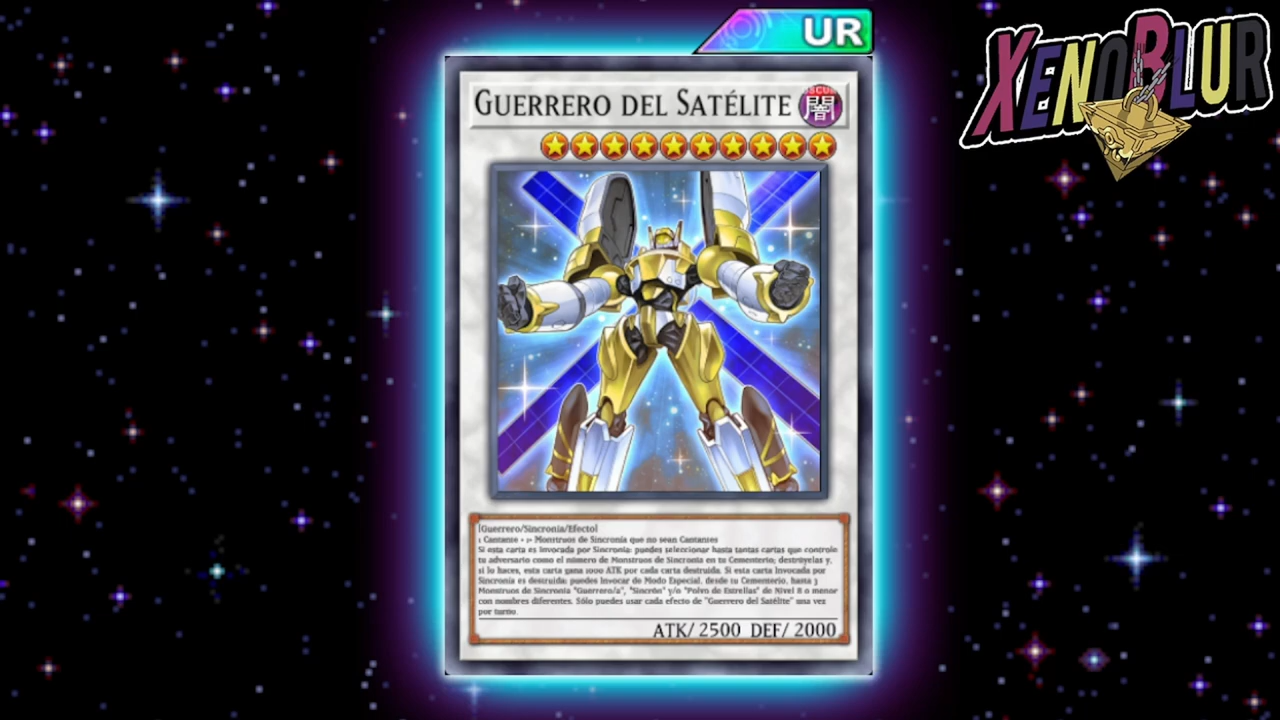 UR
XENOBLUR
GUERRERO DEL SATÉLITE
OSCUR
闇
[Guerrero/Sincronía/Efecto]
1 Cantante + 1+ Monstruos de Sincronía que no sean Cantantes
Si esta carta es Invocada por Sincronía: puedes seleccionar hasta tantas cartas que controle
tu adversario como el número de Monstruos de Sincronía en tu Cementerio; destrúyelas y,
si lo haces, esta carta gana 1000 ATK por cada carta destruida. Si esta carta Invocada por
Sincronía es destruida: puedes Invocar de Modo Especial, desde tu Cementerio, hasta 3
Monstruos de Sincronía "Guerrero/a", "Sincrón" y/o "Polvo de Estrellas" de Nivel 8 o menor
con nombres diferentes. Sólo puedes usar cada efecto de "Guerrero del Satélite" una vez
por turno.
ATK/ 2500 DEF/ 2000